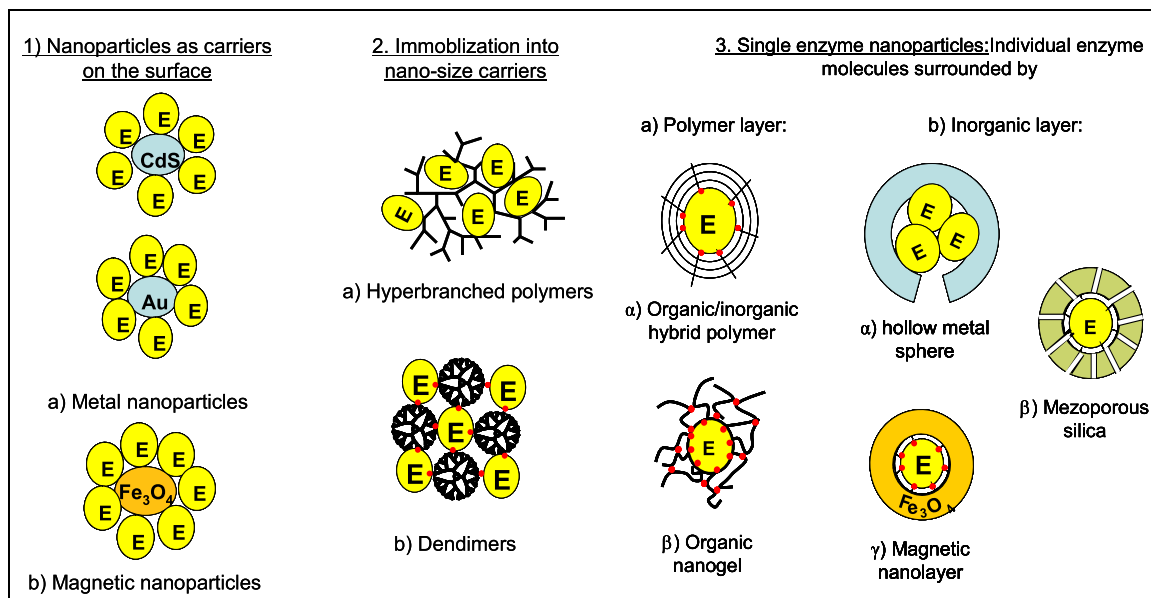 1) Nanoparticles as carriers
on the surface
E
E
E
E
E
E
CdS
E
E
E
E
E
E
E
Au
a) Metal nanoparticles
E
E
E
E
E
E
E
E
Fe₃O₄
b) Magnetic nanoparticles
2. Immoblization into
nano-size carriers
E
E
E
E
E
a) Hyperbranched polymers
E
E
E
E
E
b) Dendimers
3. Single enzyme nanoparticles:Individual enzyme
molecules surrounded by
a) Polymer layer:
E
α) Organic/inorganic
hybrid polymer
E
β) Organic
nanogel
b) Inorganic layer:
E
E
E
α) hollow metal
sphere
E
β) Mezoporous
silica
E
Fe₃O₄
γ) Magnetic
nanolayer